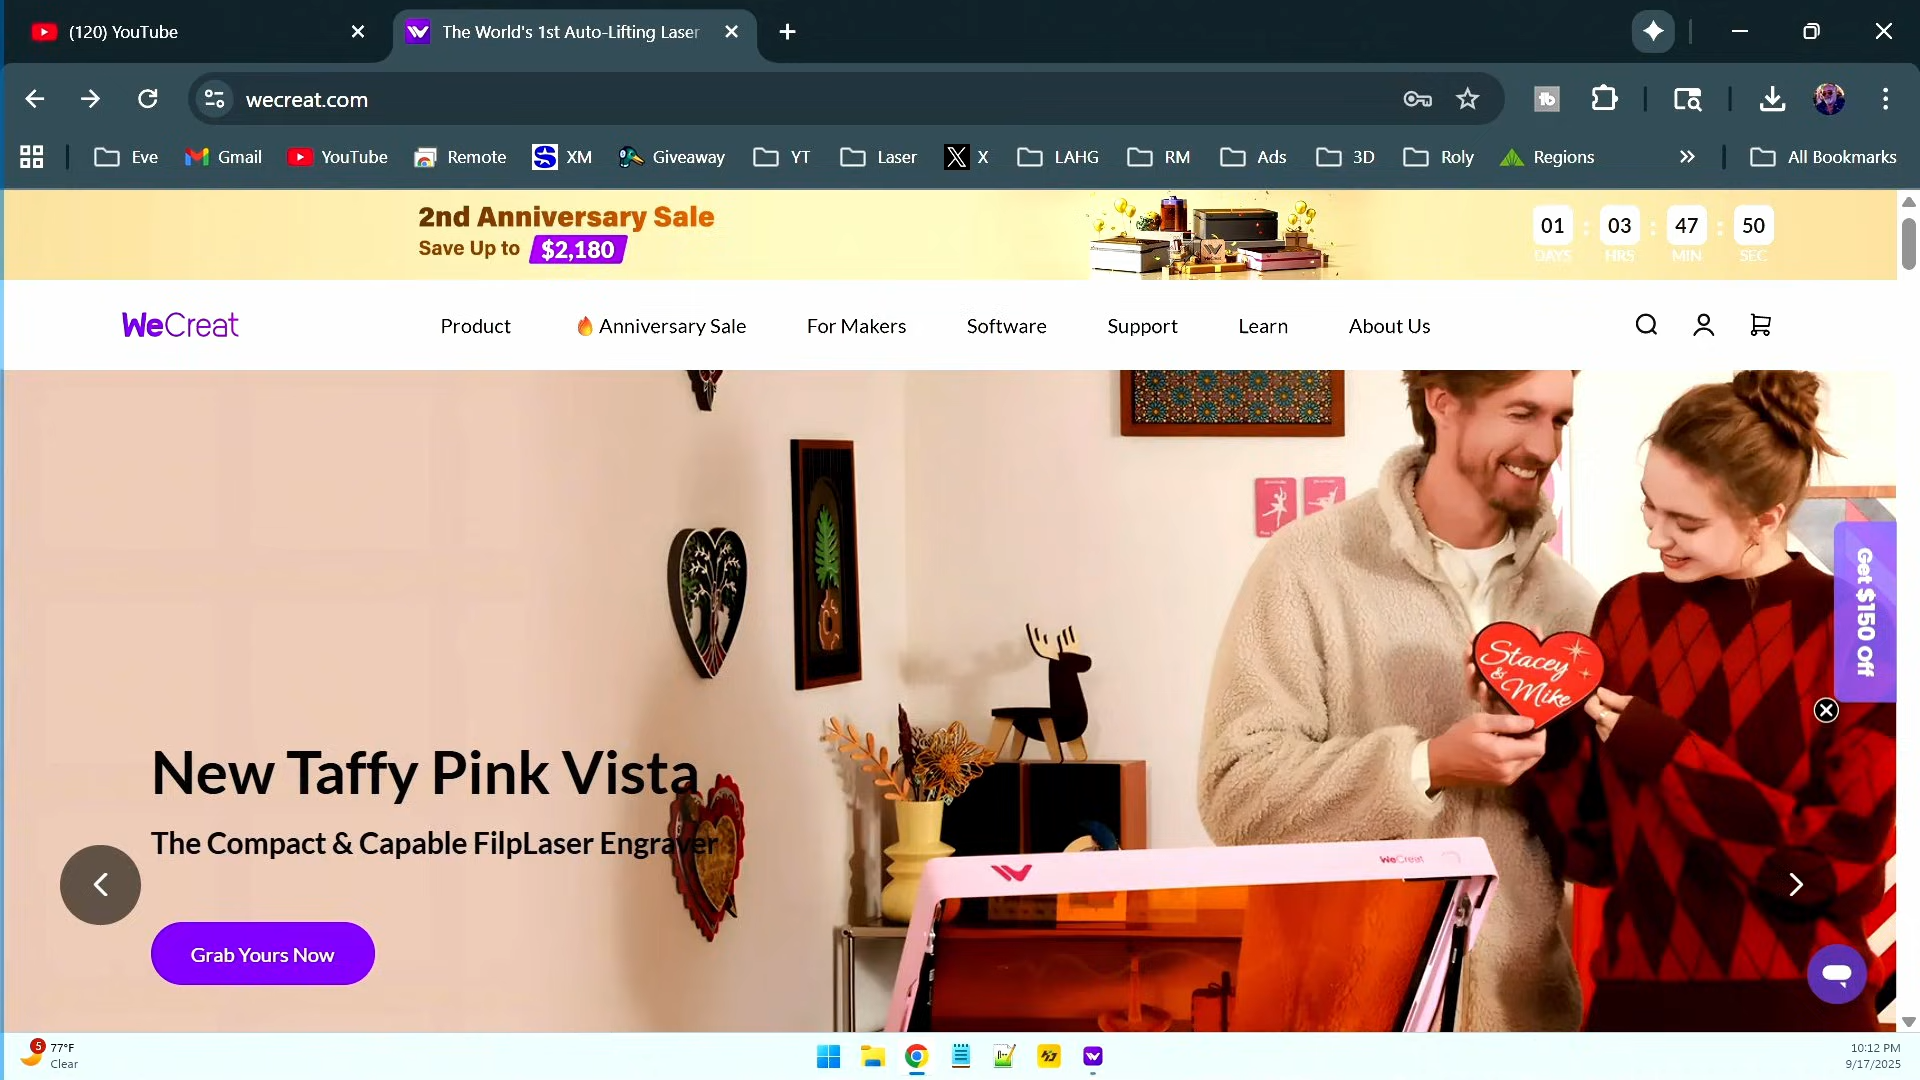 (120) YouTube
The World's 1st Auto-Lifting Laser
wecreat.com
Eve Gmail YouTube Remote XM Giveaway YT Laser X LAHG RM Ads 3D Roly Regions All Bookmarks
2nd Anniversary Sale
Save Up to $2,180
01 : 03 : 47 : 50
DAYS HRS MIN SEC
WeCreat
Product
🔥 Anniversary Sale
For Makers
Software
Support
Learn
About Us
Get $150 Off
Stacey
& Mike
New Taffy Pink Vista
The Compact & Capable FilpLaser Engraver
WeCreat
Grab Yours Now
5
77°F
Clear
10:12 PM
9/17/2025